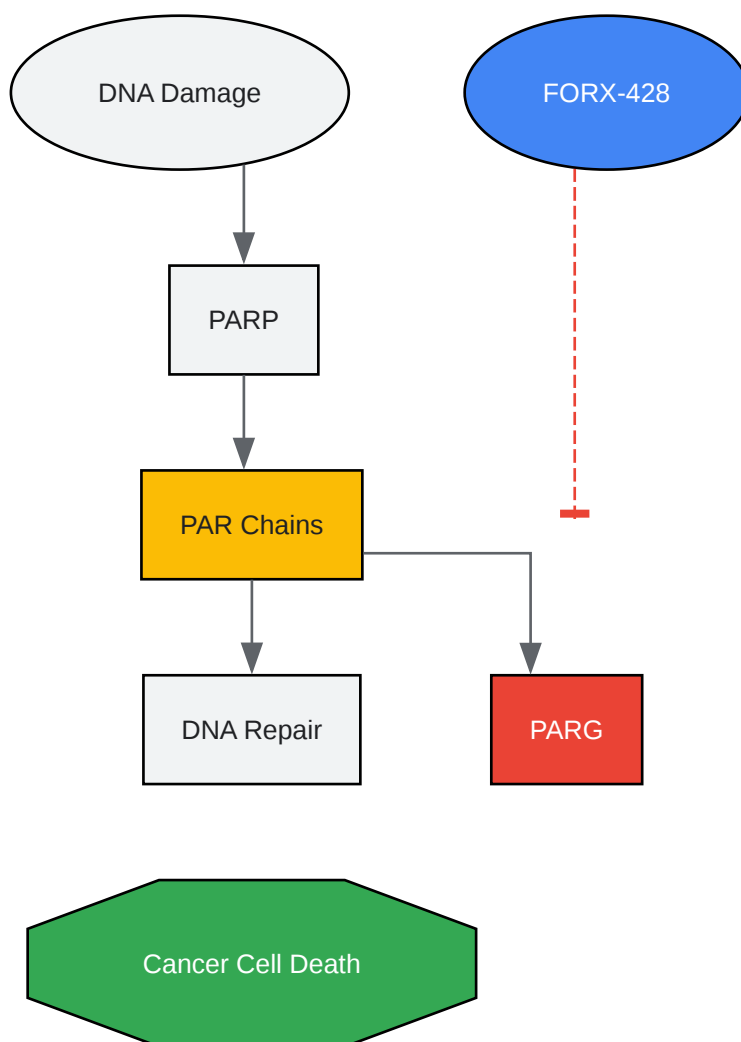 DNA Damage
FORX-428
PARP
PAR Chains
DNA Repair
PARG
Cancer Cell Death